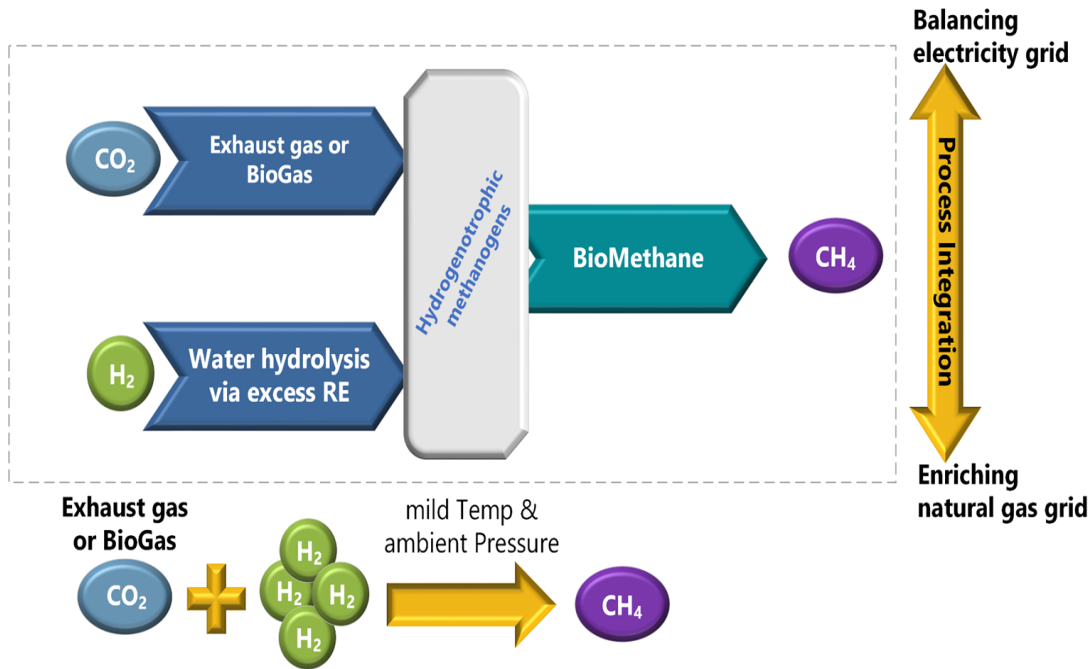 Balancing
electricity grid
CO₂
Exhaust gas or
BioGas
Hydrogenotrophic
methanogens
BioMethane
CH₄
Process Integration
H₂
Water hydrolysis
via excess RE
Enriching
natural gas grid
Exhaust gas
or BioGas
CO₂
H₂
H₂
H₂
H₂
mild Temp &
ambient Pressure
CH₄